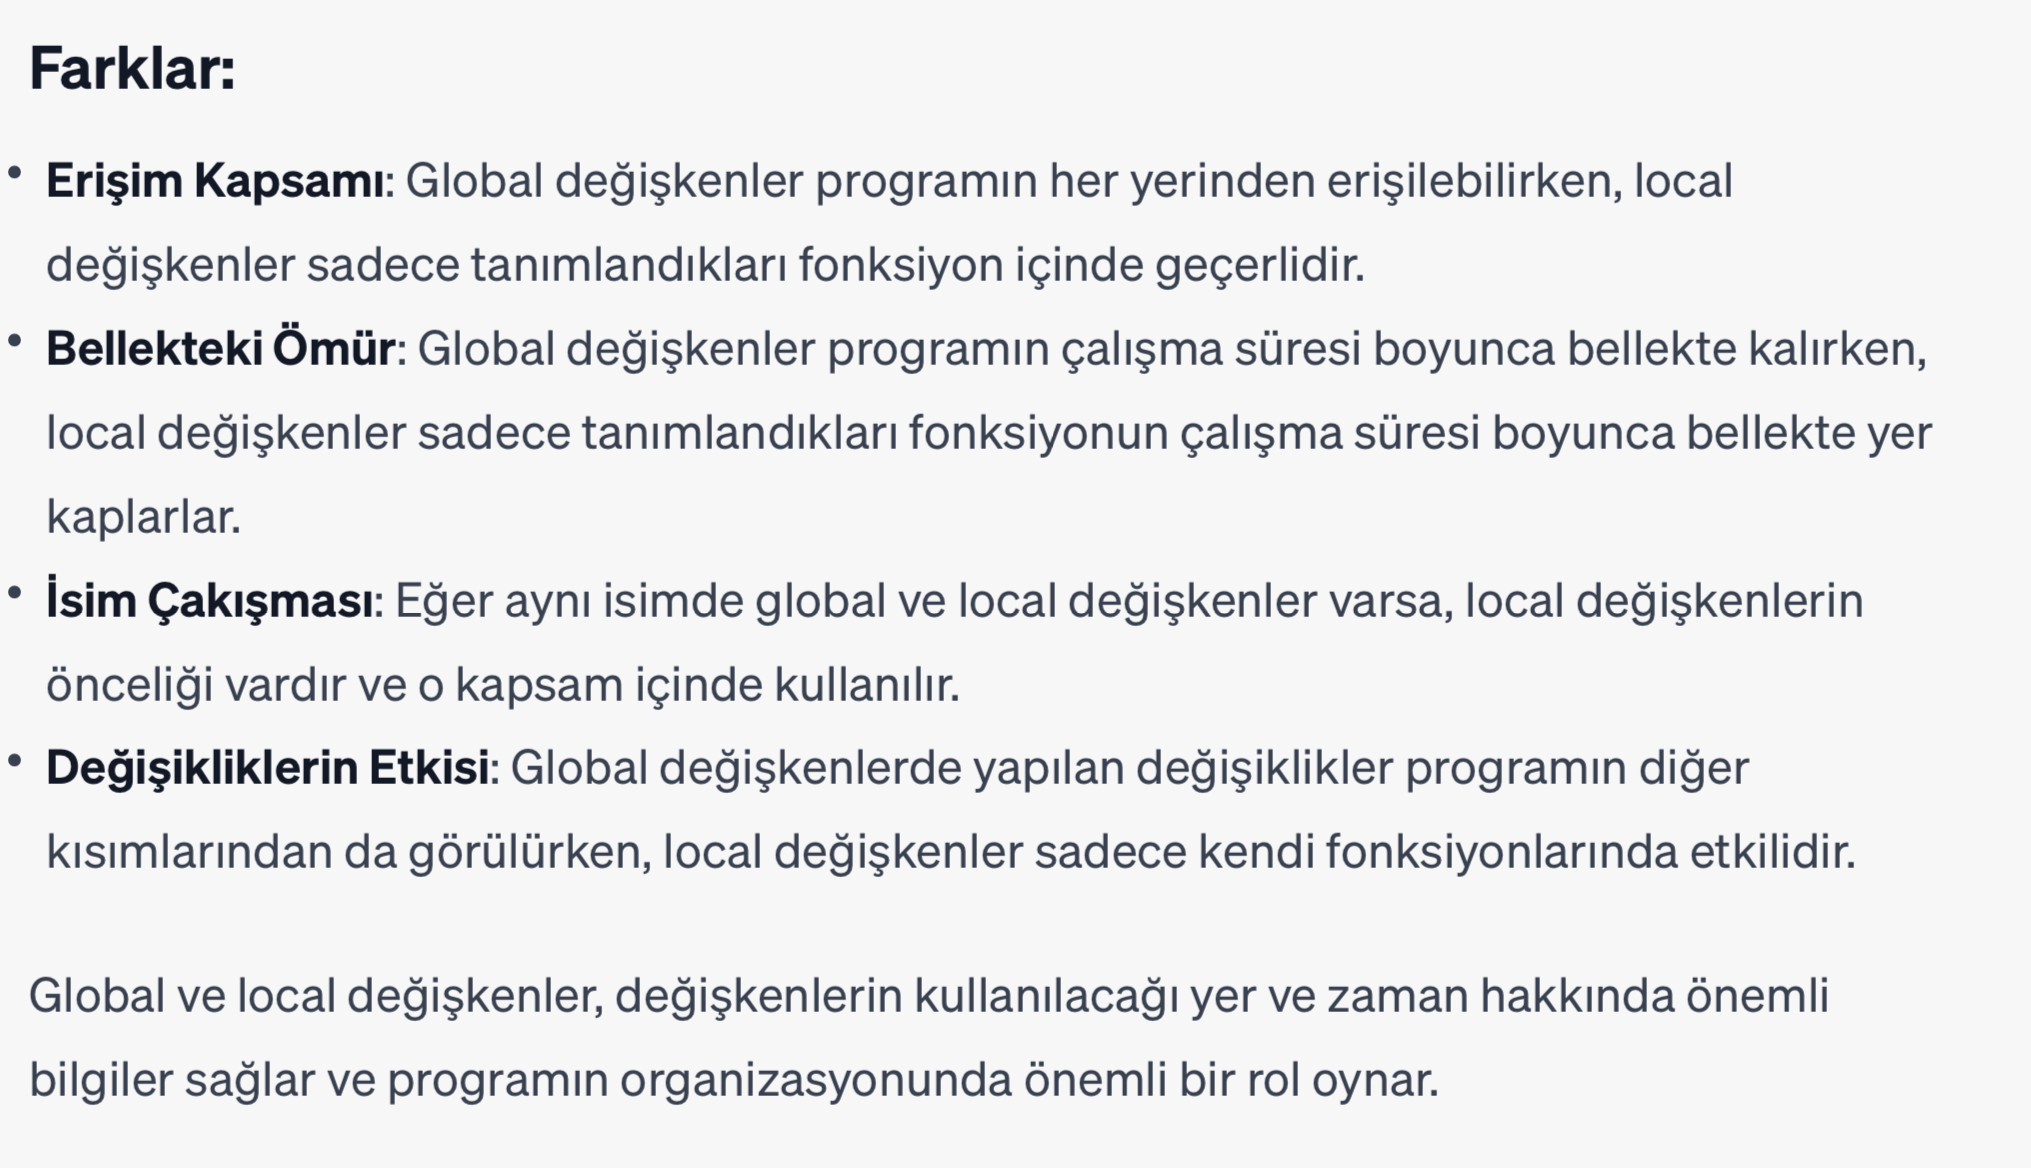 Farklar:
• Erişim Kapsamı: Global değişkenler programın her yerinden erişilebilirken, local
değişkenler sadece tanımlandıkları fonksiyon içinde geçerlidir.
• Bellekteki Ömür: Global değişkenler programın çalışma süresi boyunca bellekte kalırken,
local değişkenler sadece tanımlandıkları fonksiyonun çalışma süresi boyunca bellekte yer
kaplarlar.
• İsim Çakışması: Eğer aynı isimde global ve local değişkenler varsa, local değişkenlerin
önceliği vardır ve o kapsam içinde kullanılır.
• Değişikliklerin Etkisi: Global değişkenlerde yapılan değişiklikler programın diğer
kısımlarından da görülürken, local değişkenler sadece kendi fonksiyonlarında etkilidir.
Global ve local değişkenler, değişkenlerin kullanılacağı yer ve zaman hakkında önemli
bilgiler sağlar ve programın organizasyonunda önemli bir rol oynar.